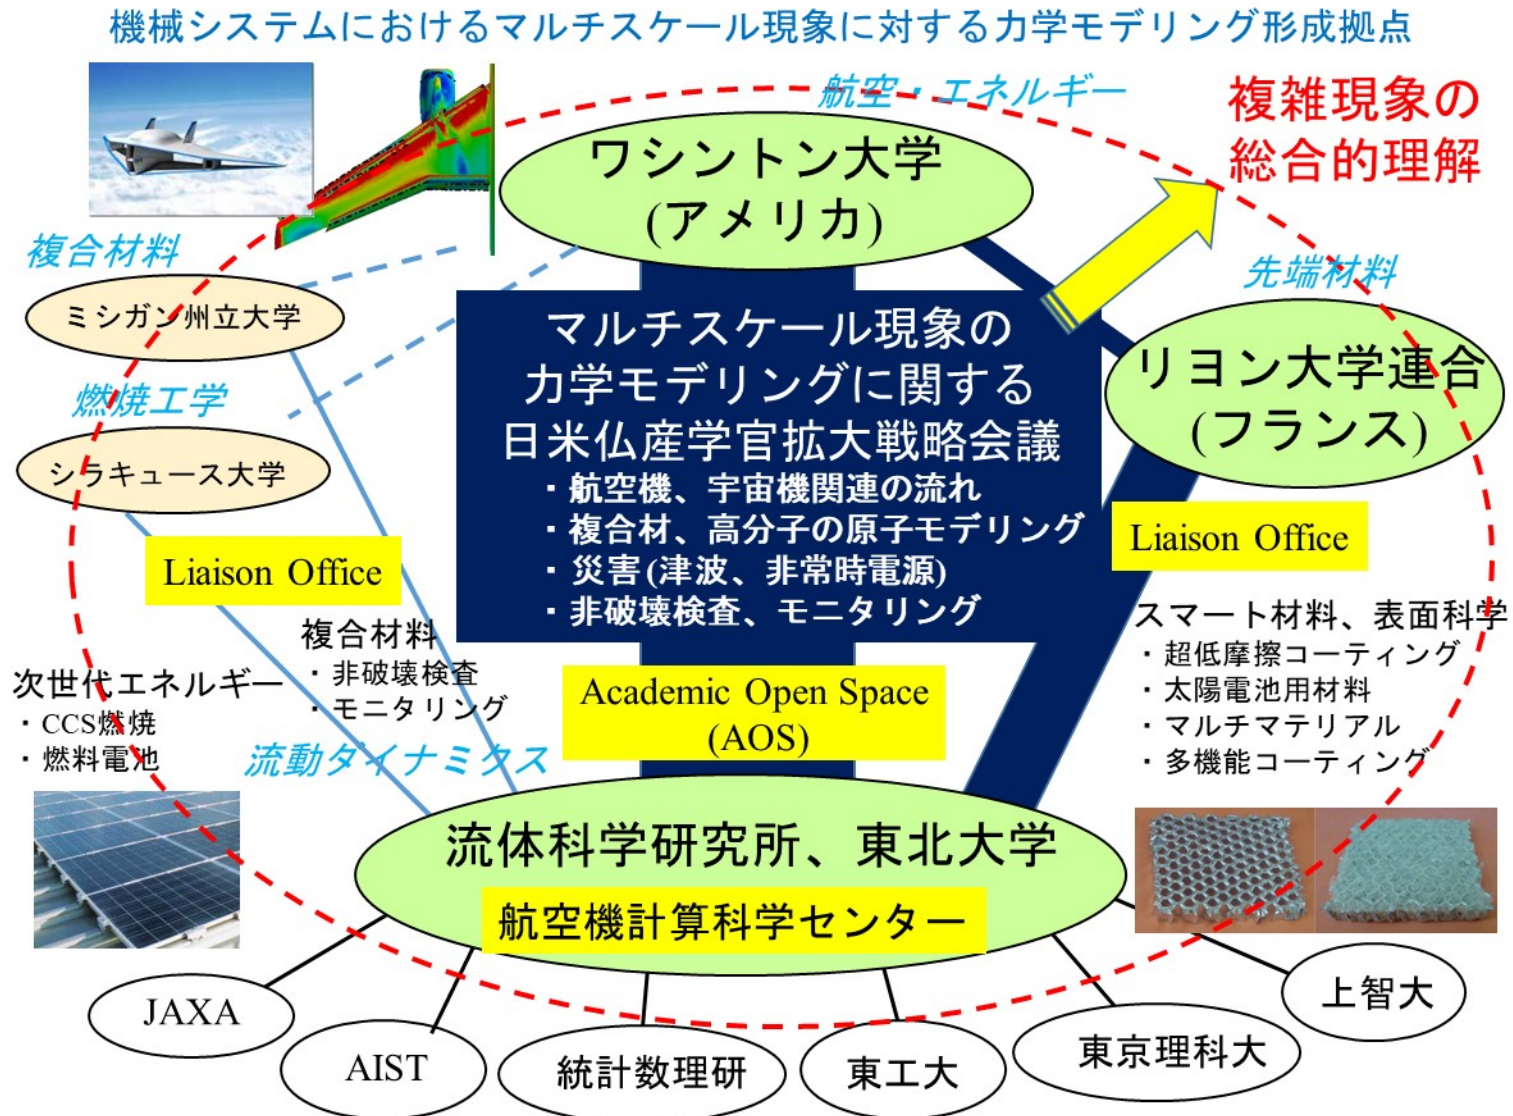 機械システムにおけるマルチスケール現象に対する力学モデリング形成拠点
航空・エネルギー
複雑現象の
総合的理解
ワシントン大学
(アメリカ)
複合材料
ミシガン州立大学
先端材料
リヨン大学連合
(フランス)
燃焼工学
シラキュース大学
マルチスケール現象の
力学モデリングに関する
日米仏産学官拡大戦略会議
・航空機、宇宙機関連の流れ
・複合材、高分子の原子モデリング
・災害(津波、非常時電源)
・非破壊検査、モニタリング
Liaison Office
Liaison Office
複合材料
・非破壊検査
・モニタリング
次世代エネルギー
・CCS燃焼
・燃料電池
スマート材料、表面科学
・超低摩擦コーティング
・太陽電池用材料
・マルチマテリアル
・多機能コーティング
Academic Open Space
(AOS)
流動ダイナミクス
流体科学研究所、東北大学
航空機計算科学センター
JAXA
AIST
統計数理研
東工大
東京理科大
上智大